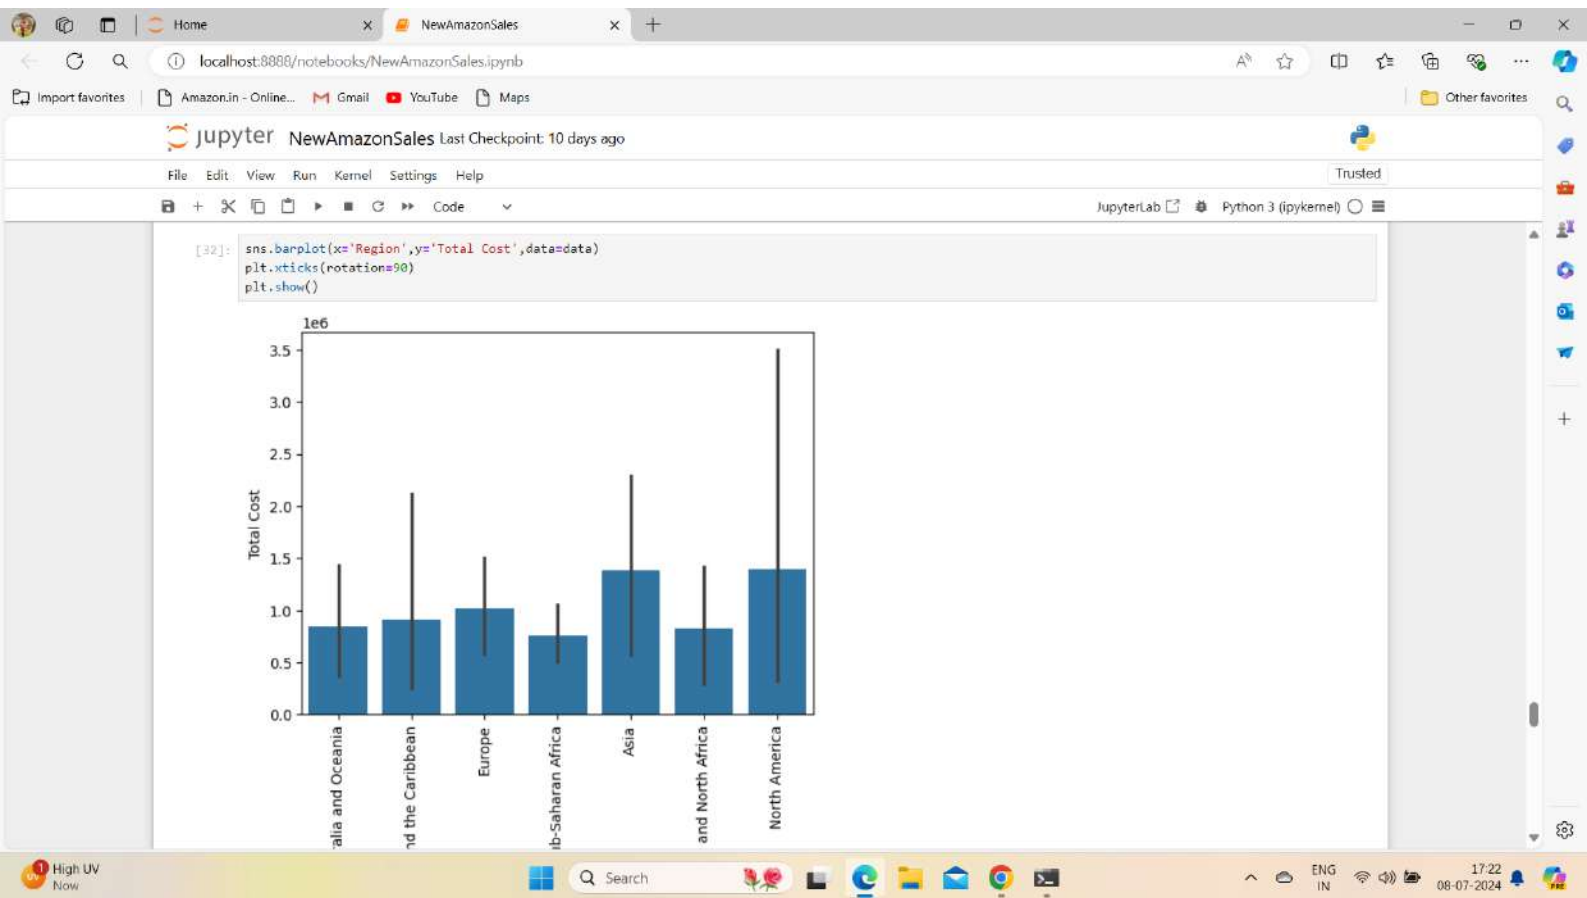 Home
NewAmazonSales
localhost:8888/notebooks/NewAmazonSales.ipynb
Import favorites
Amazon.in - Online...
Gmail
YouTube
Maps
Other favorites
jupyter NewAmazonSales Last Checkpoint: 10 days ago
File Edit View Run Kernel Settings Help
Trusted
Code
JupyterLab
Python 3 (ipykernel)
[32]:
sns.barplot(x='Region',y='Total Cost',data=data)
plt.xticks(rotation=90)
plt.show()
1e6
3.5
3.0
2.5
2.0
1.5
1.0
0.5
0.0
Total Cost
alia and Oceania
nd the Caribbean
Europe
ub-Saharan Africa
Asia
and North Africa
North America
1
High UV
Now
Search
ENG
IN
17:22
08-07-2024